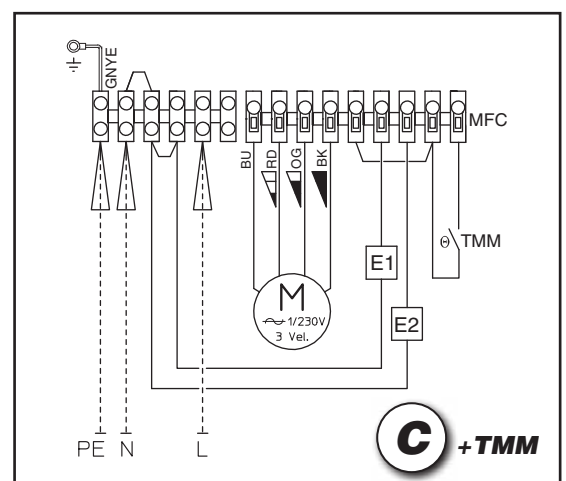 GNYE
MFC
BU
RD
OG
BK
Θ TMM
E1
M
1/230V
3 Vel.
E2
PE N L
C +TMM